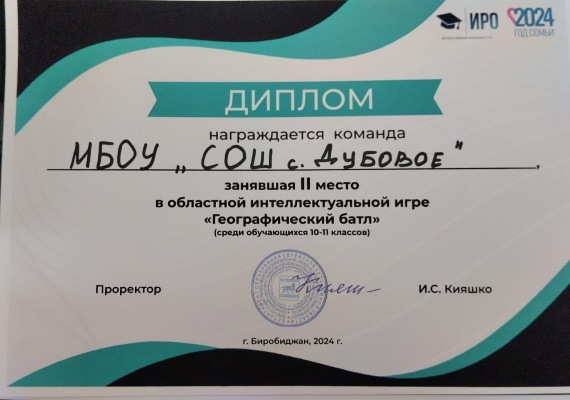 ИРО
2024
ГОД СЕМЬИ
ДИПЛОМ
награждается команда
МБОУ „СОШ с. Дубовое",
занявшая II место
в областной интеллектуальной игре
«Географический батл»
(среди обучающихся 10-11 классов)
Проректор
И.С. Кияшко
г. Биробиджан, 2024 г.